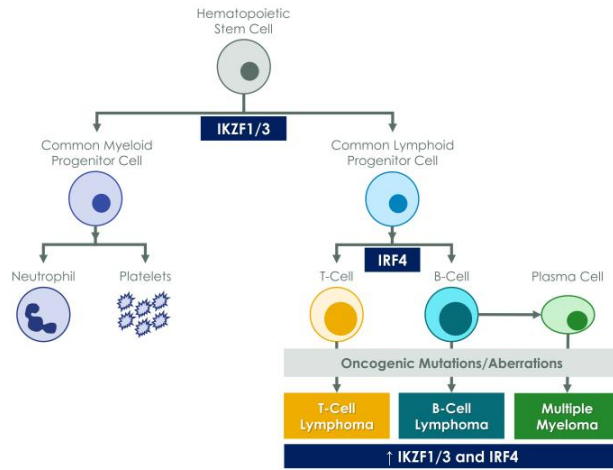 Hematopoietic
Stem Cell
IKZF1/3
Common Myeloid
Progenitor Cell
Common Lymphoid
Progenitor Cell
IRF4
Neutrophil
Platelets
T-Cell
B-Cell
Plasma Cell
Oncogenic Mutations/Aberrations
T-Cell
Lymphoma
B-Cell
Lymphoma
Multiple
Myeloma
↑ IKZF1/3 and IRF4